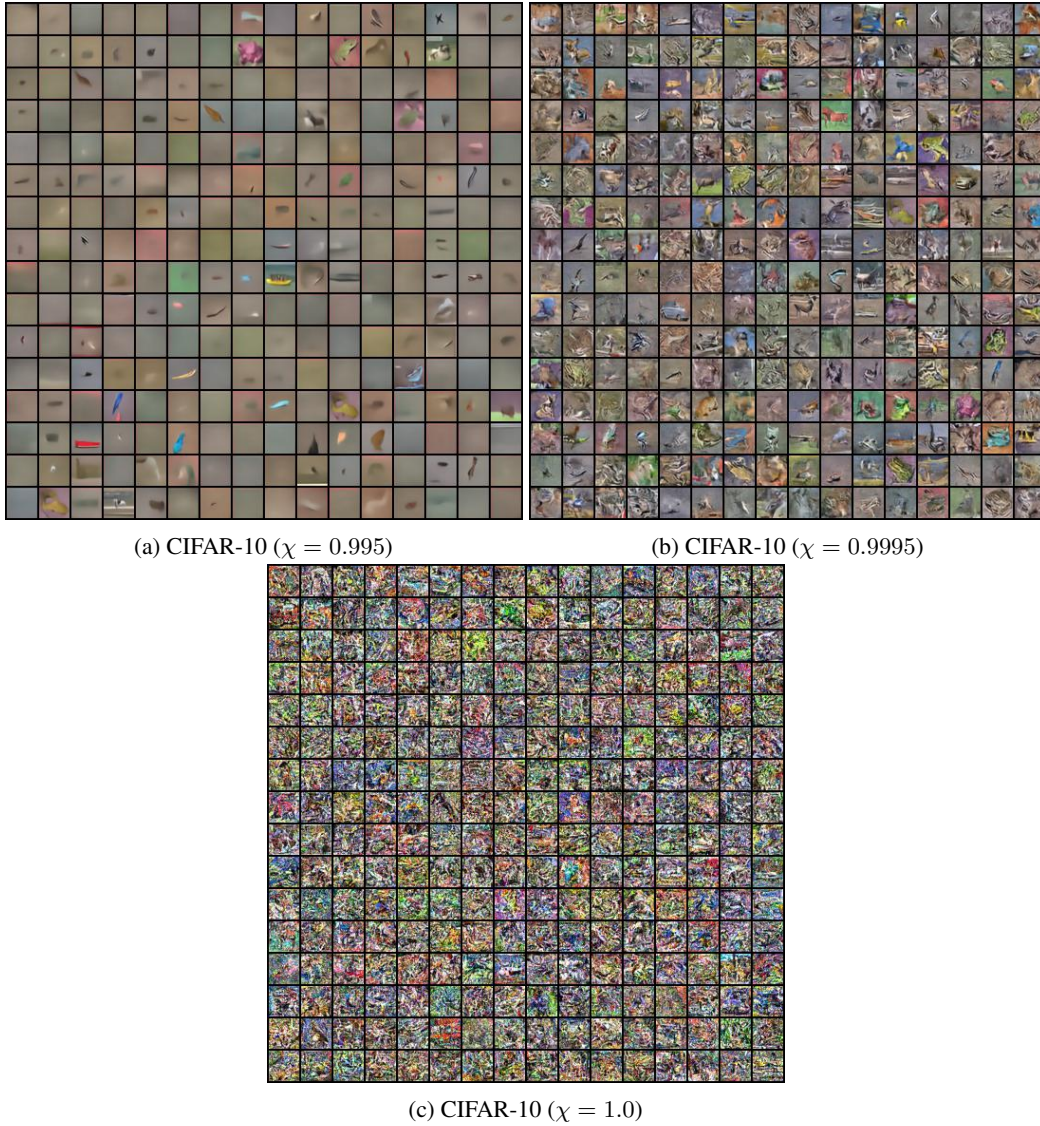 (a) CIFAR-10 (χ = 0.995)
(b) CIFAR-10 (χ = 0.9995)
(c) CIFAR-10 (χ = 1.0)